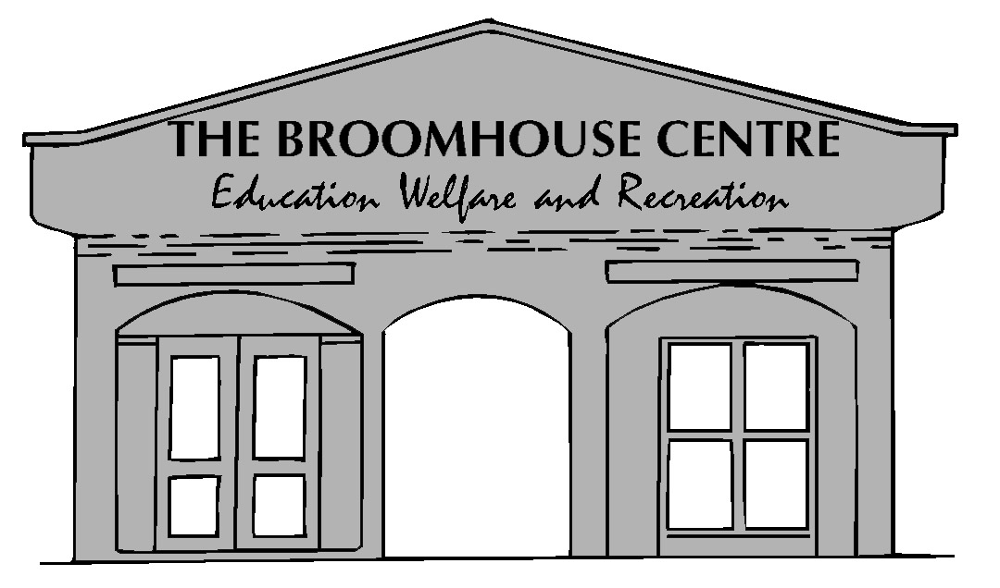 THE BROOMHOUSE CENTRE
Education Welfare and Recreation